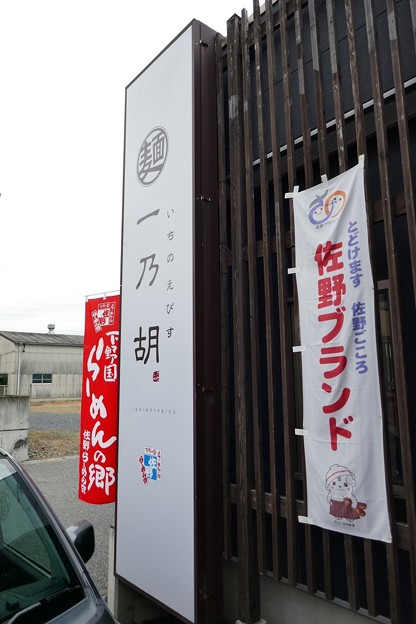 麺
一乃胡
いちのえびす
ICHINOEBISU
下野国
らーめんの郷
佐野らーめん
とどけます 佐野ごころ
佐野ブランド